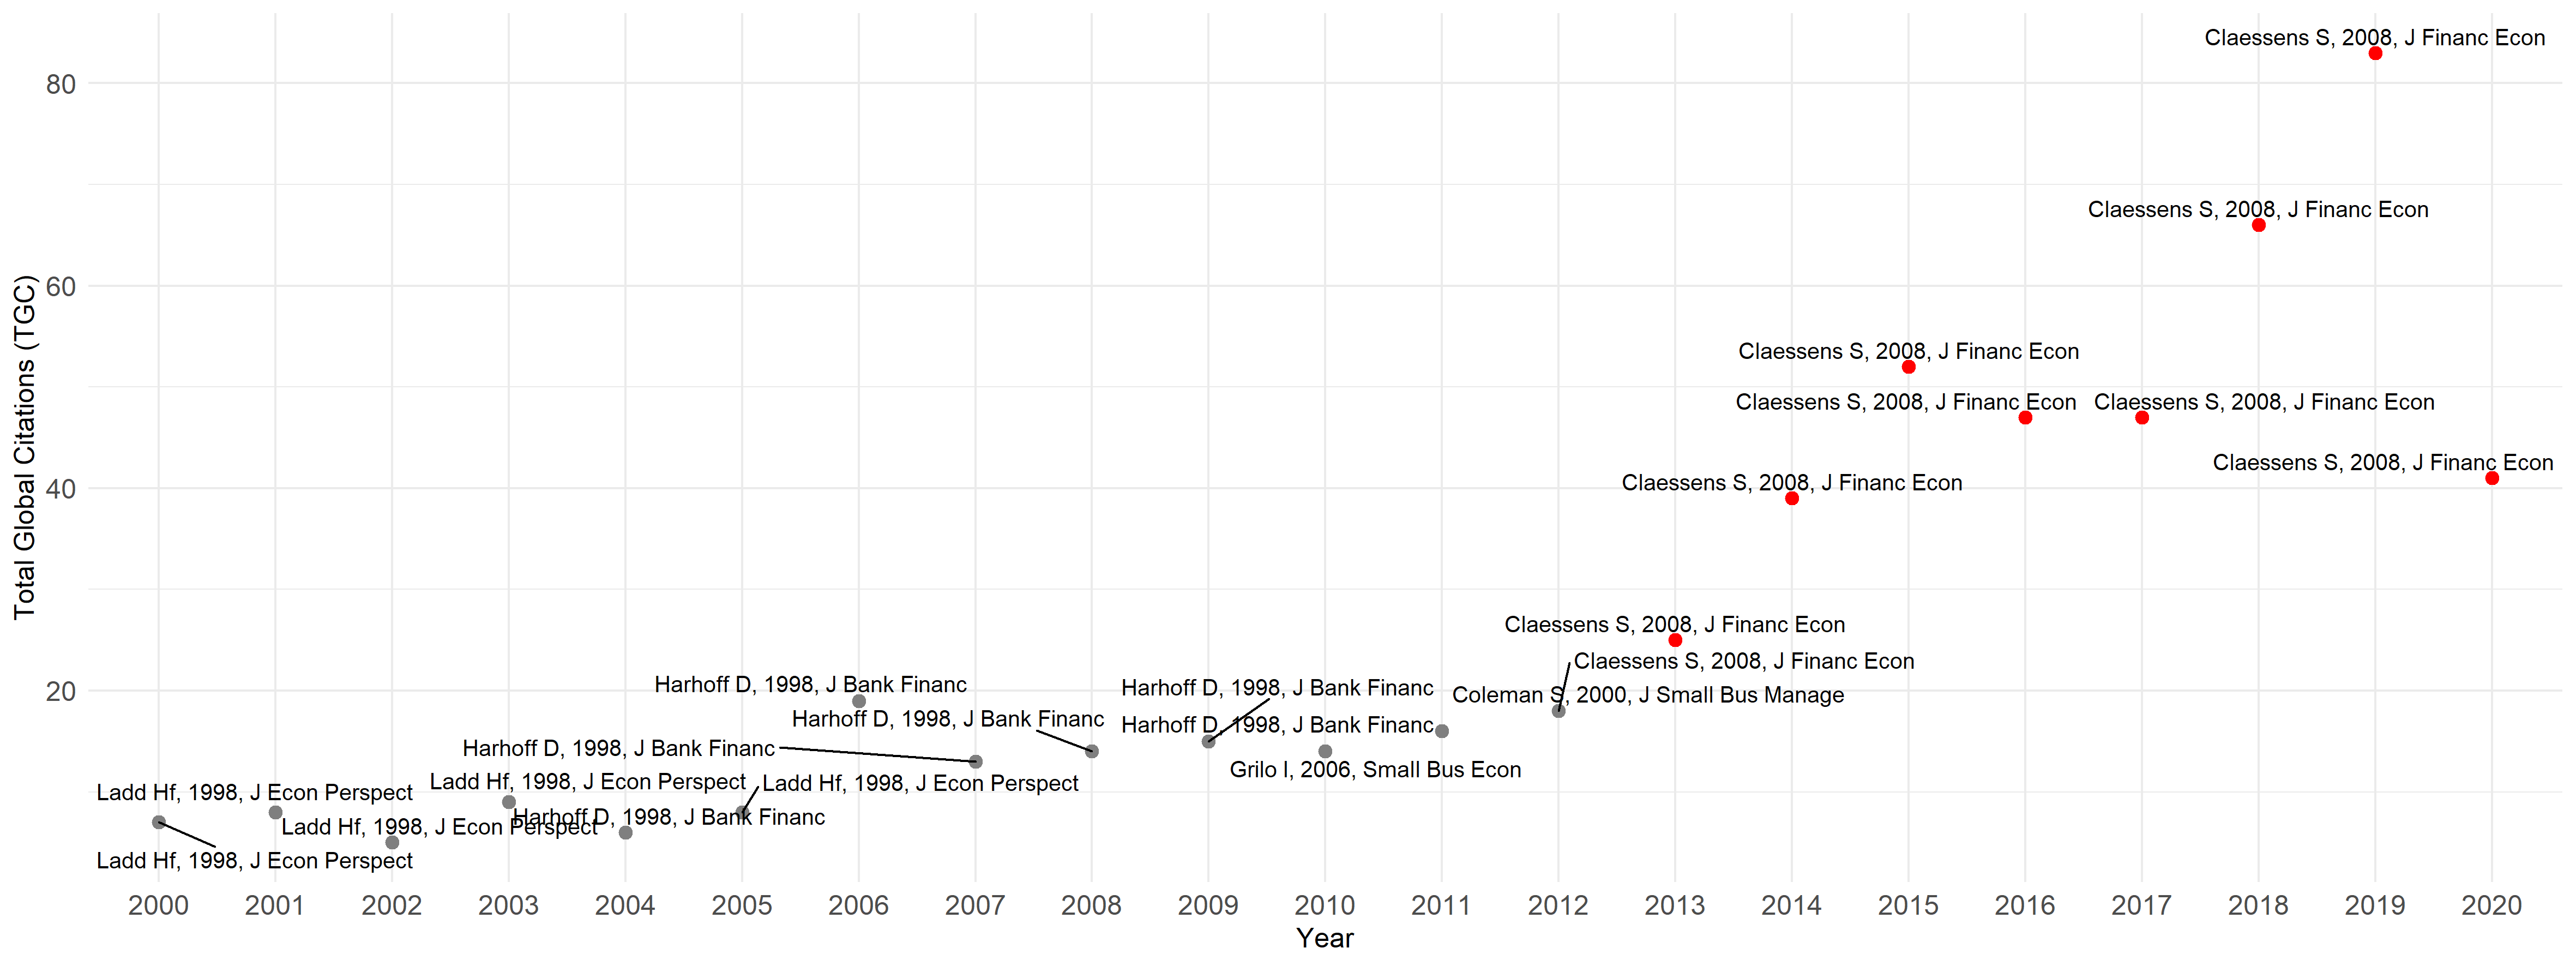 Claessens S, 2008, J Financ Econ
80
Claessens S, 2008, J Financ Econ
60
Claessens S, 2008, J Financ Econ
Claessens S, 2008, J Financ Econ
Claessens S, 2008, J Financ Econ
Claessens S, 2008, J Financ Econ
40
Claessens S, 2008, J Financ Econ
Total Global Citations (TGC)
Claessens S, 2008, J Financ Econ
Claessens S, 2008, J Financ Econ
20
Harhoff D, 1998, J Bank Financ
Harhoff D, 1998, J Bank Financ
Coleman S, 2000, J Small Bus Manage
Harhoff D, 1998, J Bank Financ
Harhoff D, 1998, J Bank Financ
Harhoff D, 1998, J Bank Financ
Grilo I, 2006, Small Bus Econ
Ladd Hf, 1998, J Econ Perspect
Ladd Hf, 1998, J Econ Perspect
Ladd Hf, 1998, J Econ Perspect
Harhoff D, 1998, J Bank Financ
Ladd Hf, 1998, J Econ Perspect
Ladd Hf, 1998, J Econ Perspect
2000 2001 2002 2003 2004 2005 2006 2007 2008 2009 2010 2011 2012 2013 2014 2015 2016 2017 2018 2019 2020
Year